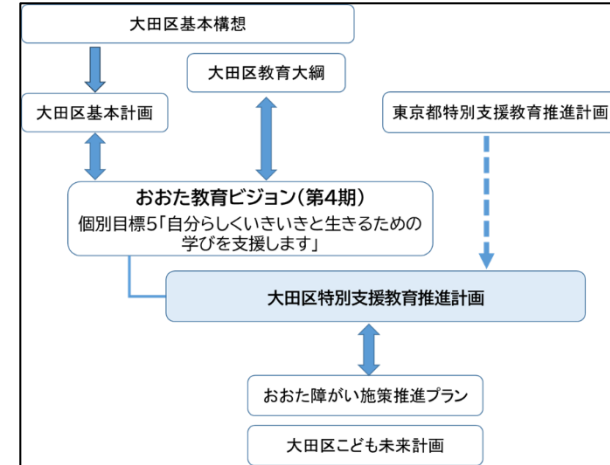 大田区基本構想
大田区教育大綱
大田区基本計画
東京都特別支援教育推進計画
おおた教育ビジョン(第4期)
個別目標5「自分らしくいきいきと生きるための
学びを支援します」
大田区特別支援教育推進計画
おおた障がい施策推進プラン
大田区こども未来計画